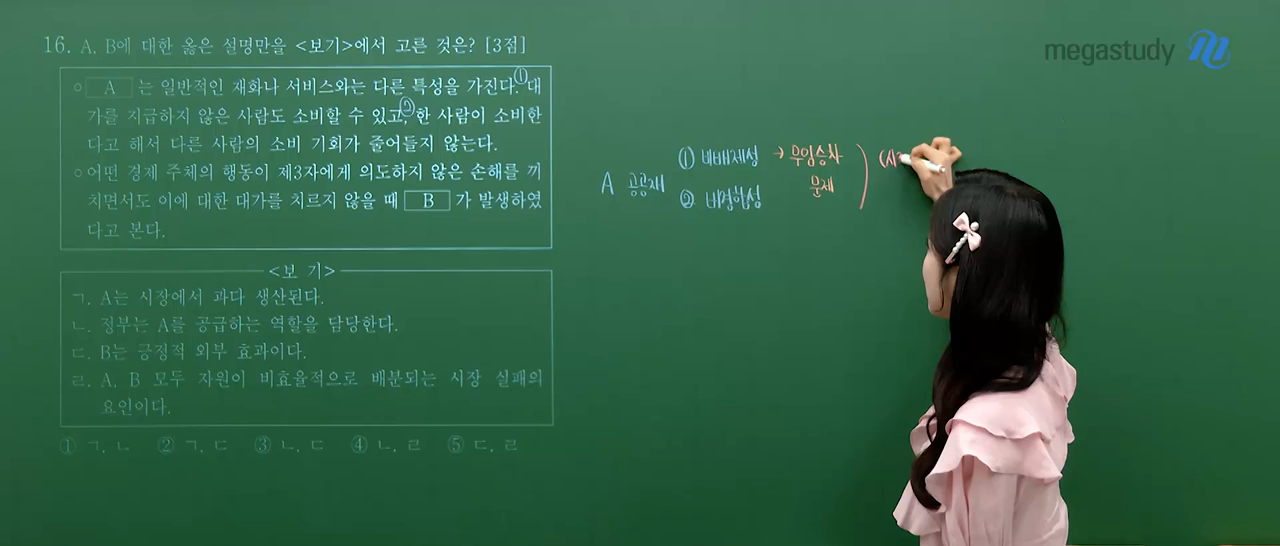 16. A, B에 대한 옳은 설명만을 <보기>에서 고른 것은? [3점]
○ A 는 일반적인 재화나 서비스와는 다른 특성을 가진다. ① 대
가를 지급하지 않은 사람도 소비할 수 있고, ② 한 사람이 소비한
다고 해서 다른 사람의 소비 기회가 줄어들지 않는다.
○ 어떤 경제 주체의 행동이 제3자에게 의도하지 않은 손해를 끼
치면서도 이에 대한 대가를 치르지 않을 때 B 가 발생하였
다고 본다.
<보 기>
ㄱ. A는 시장에서 과다 생산된다.
ㄴ. 정부는 A를 공급하는 역할을 담당한다.
ㄷ. B는 긍정적 외부 효과이다.
ㄹ. A, B 모두 자원이 비효율적으로 배분되는 시장 실패의
요인이다.
① ㄱ, ㄴ ② ㄱ, ㄷ ③ ㄴ, ㄷ ④ ㄴ, ㄹ ⑤ ㄷ, ㄹ
megastudy
A 공공재
① 비배제성 → 무임승차
문제
② 비경합성